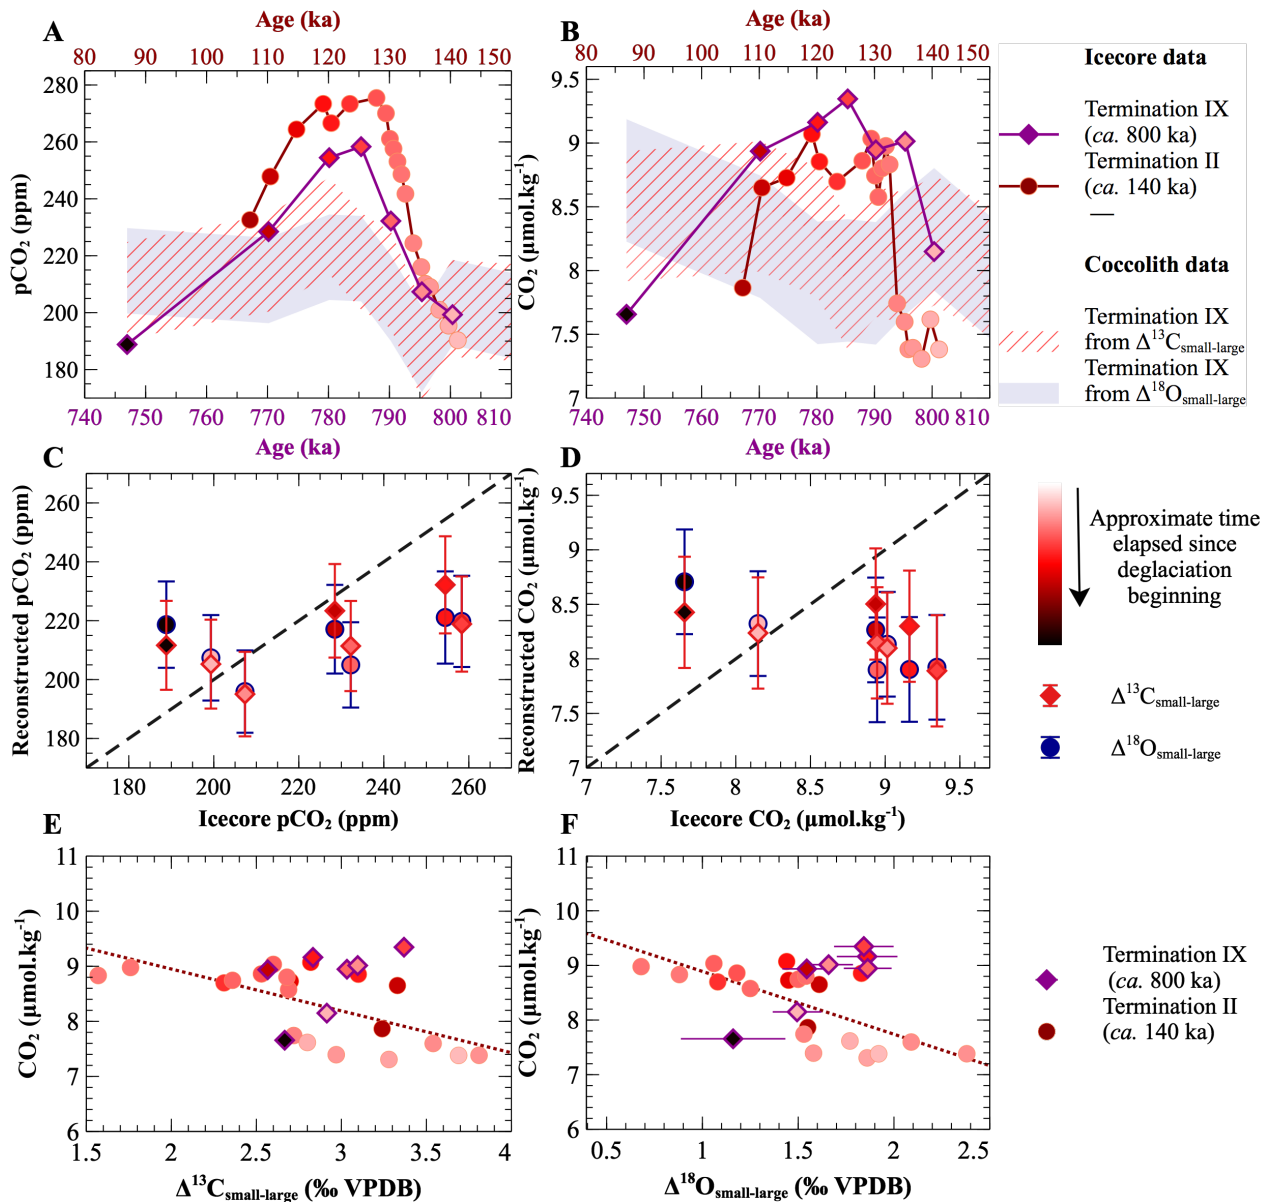 A
Age (ka)
80 90 100 110 120 130 140 150
pCO2 (ppm)
280
260
240
220
200
180
740 750 760 770 780 790 800 810
Age (ka)
B
Age (ka)
80 90 100 110 120 130 140 150
CO2 (μmol.kg-1)
9.5
9
8.5
8
7.5
7
740 750 760 770 780 790 800 810
Age (ka)
Icecore data
Termination IX
(ca. 800 ka)
Termination II
(ca. 140 ka)
Coccolith data
Termination IX
from Δ13Csmall-large
Termination IX
from Δ18Osmall-large
C
Reconstructed pCO2 (ppm)
260
240
220
200
180
180 200 220 240 260
Icecore pCO2 (ppm)
D
Reconstructed CO2 (μmol.kg-1)
9.5
9
8.5
8
7.5
7
7 7.5 8 8.5 9 9.5
Icecore CO2 (μmol.kg-1)
Approximate time
elapsed since
deglaciation
beginning
Δ13Csmall-large
Δ18Osmall-large
E
CO2 (μmol.kg-1)
11
10
9
8
7
6
1.5 2 2.5 3 3.5 4
Δ13Csmall-large (‰ VPDB)
F
CO2 (μmol.kg-1)
11
10
9
8
7
6
0.5 1 1.5 2 2.5
Δ18Osmall-large (‰ VPDB)
Termination IX
(ca. 800 ka)
Termination II
(ca. 140 ka)